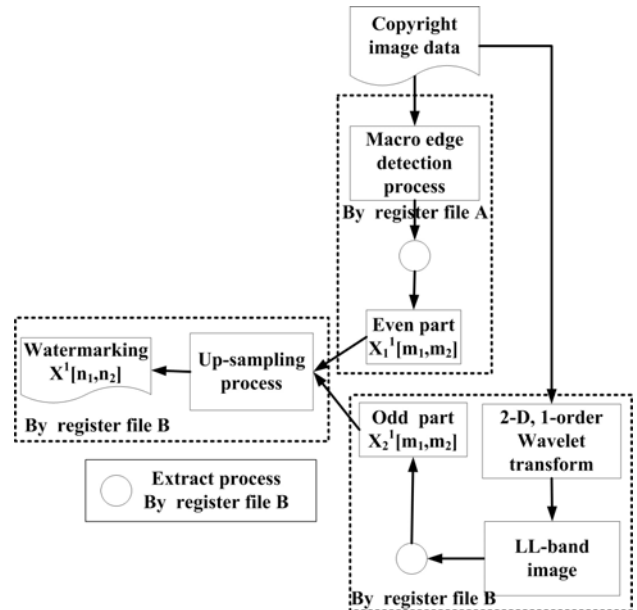 Copyright
image data
Macro edge
detection
process
By register file A
Even part
X₁¹[m₁,m₂]
Watermarking
X¹[n₁,n₂]
Up-sampling
process
By register file B
Odd part
X₂¹[m₁,m₂]
2-D, 1-order
Wavelet
transform
LL-band
image
By register file B
Extract process
By register file B